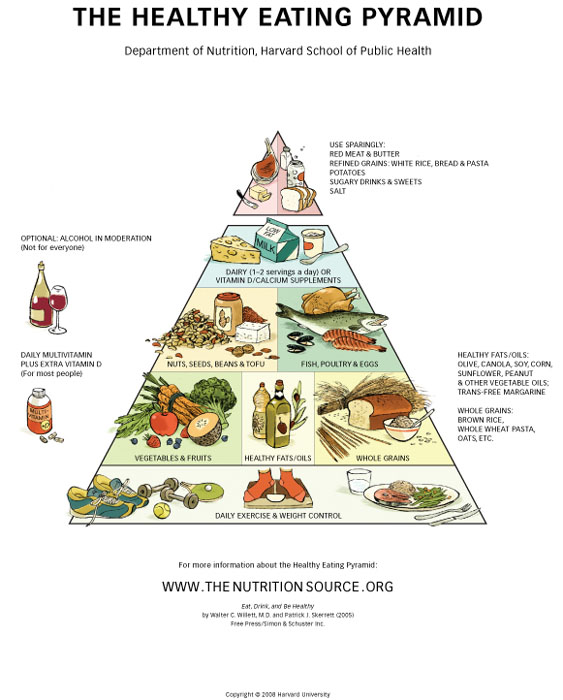 THE HEALTHY EATING PYRAMID
Department of Nutrition, Harvard School of Public Health
USE SPARINGLY:
RED MEAT & BUTTER
REFINED GRAINS: WHITE RICE, BREAD & PASTA
POTATOES
SUGARY DRINKS & SWEETS
SALT
OPTIONAL: ALCOHOL IN MODERATION
(Not for everyone)
LOW
FAT
MILK
DAIRY (1–2 servings a day) OR
VITAMIN D/CALCIUM SUPPLEMENTS
DAILY MULTIVITAMIN
PLUS EXTRA VITAMIN D
(For most people)
MULTI-
VITAMIN
NUTS, SEEDS, BEANS & TOFU
FISH, POULTRY & EGGS
HEALTHY FATS/OILS:
OLIVE, CANOLA, SOY, CORN,
SUNFLOWER, PEANUT
& OTHER VEGETABLE OILS;
TRANS-FREE MARGARINE
WHOLE GRAINS:
BROWN RICE,
WHOLE WHEAT PASTA,
OATS, ETC.
VEGETABLES & FRUITS
HEALTHY FATS/OILS
WHOLE GRAINS
DAILY EXERCISE & WEIGHT CONTROL
For more information about the Healthy Eating Pyramid:
WWW.THENUTRITIONSOURCE.ORG
Eat, Drink, and Be Healthy
by Walter C. Willett, M.D. and Patrick J. Skerrett (2005)
Free Press/Simon & Schuster Inc.
Copyright © 2008 Harvard University